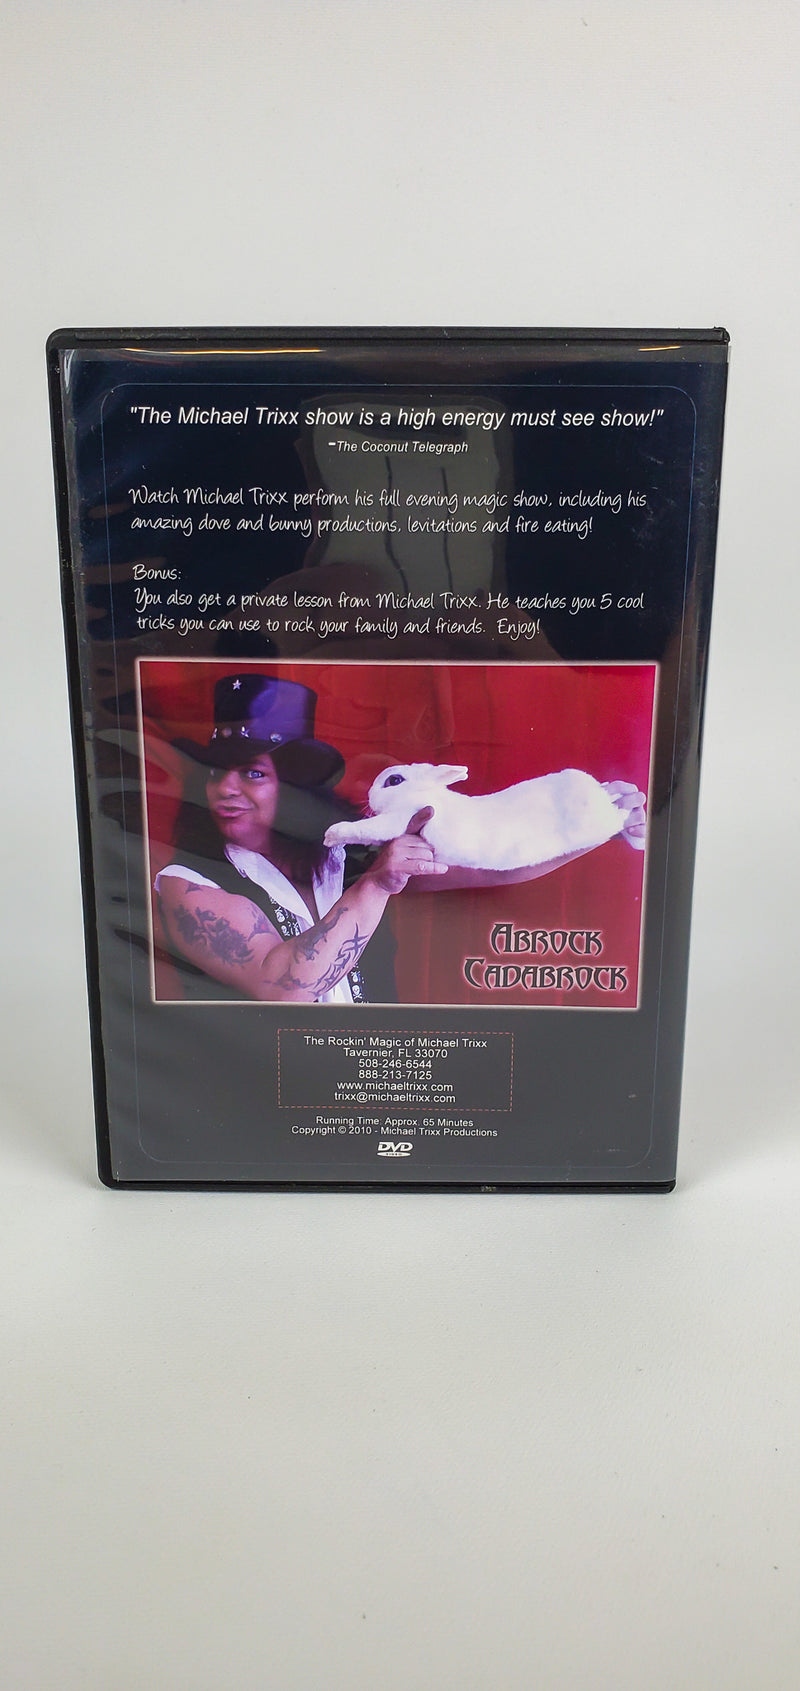 "The Michael Trixx show is a high energy must see show!"
-The Coconut Telegraph
Watch Michael Trixx perform his full evening magic show, including his
amazing dove and bunny productions, levitations and fire eating!
Bonus:
You also get a private lesson from Michael Trixx. He teaches you 5 cool
tricks you can use to rock your family and friends. Enjoy!
ABROCK
CADABROCK
The Rockin' Magic of Michael Trixx
Tavernier, FL 33070
508-246-6544
888-213-7125
www.michaeltrixx.com
trixx@michaeltrixx.com
Running Time: Approx. 65 Minutes
Copyright © 2010 - Michael Trixx Productions
DVD
VIDEO